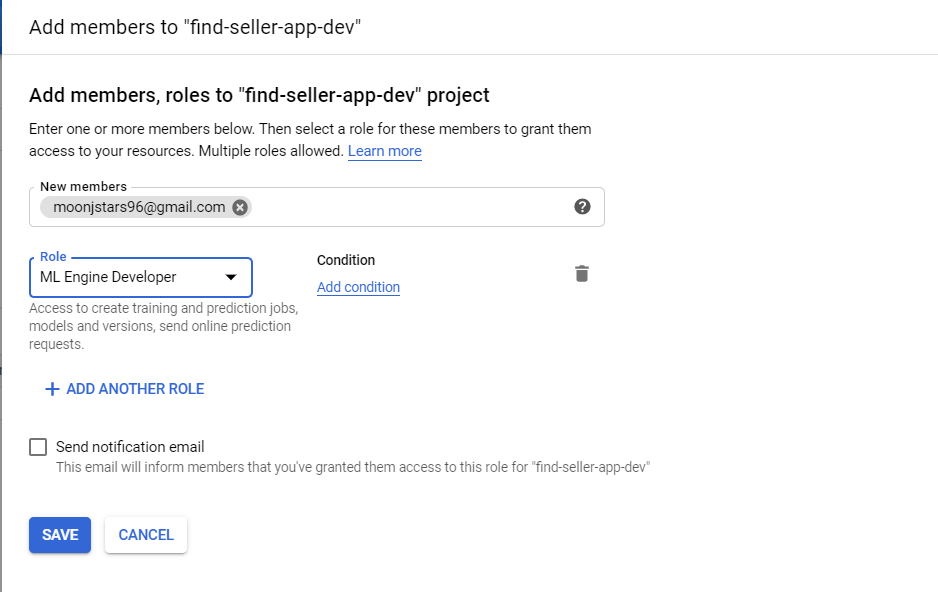 Add members to "find-seller-app-dev"
Add members, roles to "find-seller-app-dev" project
Enter one or more members below. Then select a role for these members to grant them
access to your resources. Multiple roles allowed. Learn more
New members
moonjstars96@gmail.com
Role
ML Engine Developer
Condition
Add condition
Access to create training and prediction jobs,
models and versions, send online prediction
requests.
ADD ANOTHER ROLE
Send notification email
This email will inform members that you've granted them access to this role for "find-seller-app-dev"
SAVE
CANCEL